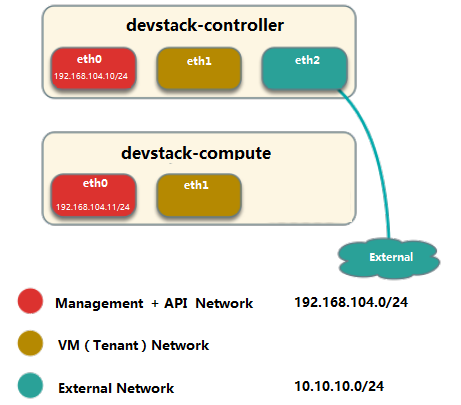 devstack-controller
eth0
192.168.104.10/24
eth1
eth2
devstack-compute
eth0
192.168.104.11/24
eth1
External
Management + API Network 192.168.104.0/24
VM ( Tenant ) Network
External Network 10.10.10.0/24